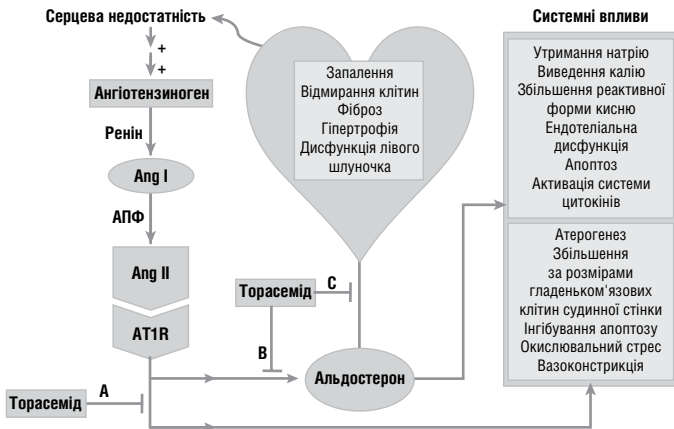 Серцева недостатність
+
+
Ангіотензиноген
Ренін
Ang I
АПФ
Ang II
AT1R
Торасемід
A
Запалення
Відмирання клітин
Фіброз
Гіпертрофія
Дисфункція лівого
шлуночка
Торасемід
C
B
Альдостерон
Системні впливи
Утримання натрію
Виведення калію
Збільшення реактивної
форми кисню
Ендотеліальна
дисфункція
Апоптоз
Активація системи
цитокінів
Атерогенез
Збільшення
за розмірами
гладеньком'язових
клітин судинної стінки
Інгібування апоптозу
Окислювальний стрес
Вазоконстрикція